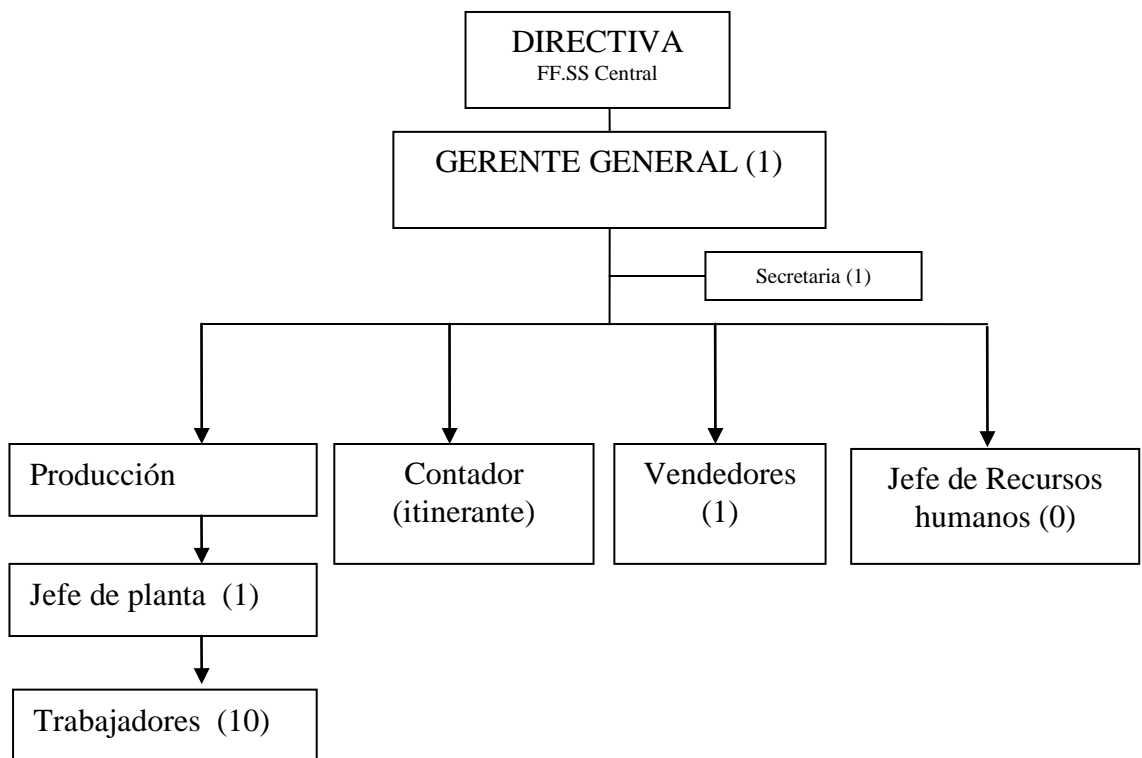 DIRECTIVA
FF.SS Central
GERENTE GENERAL (1)
Secretaria (1)
Producción
Contador
(itinerante)
Vendedores
(1)
Jefe de Recursos
humanos (0)
Jefe de planta (1)
Trabajadores (10)